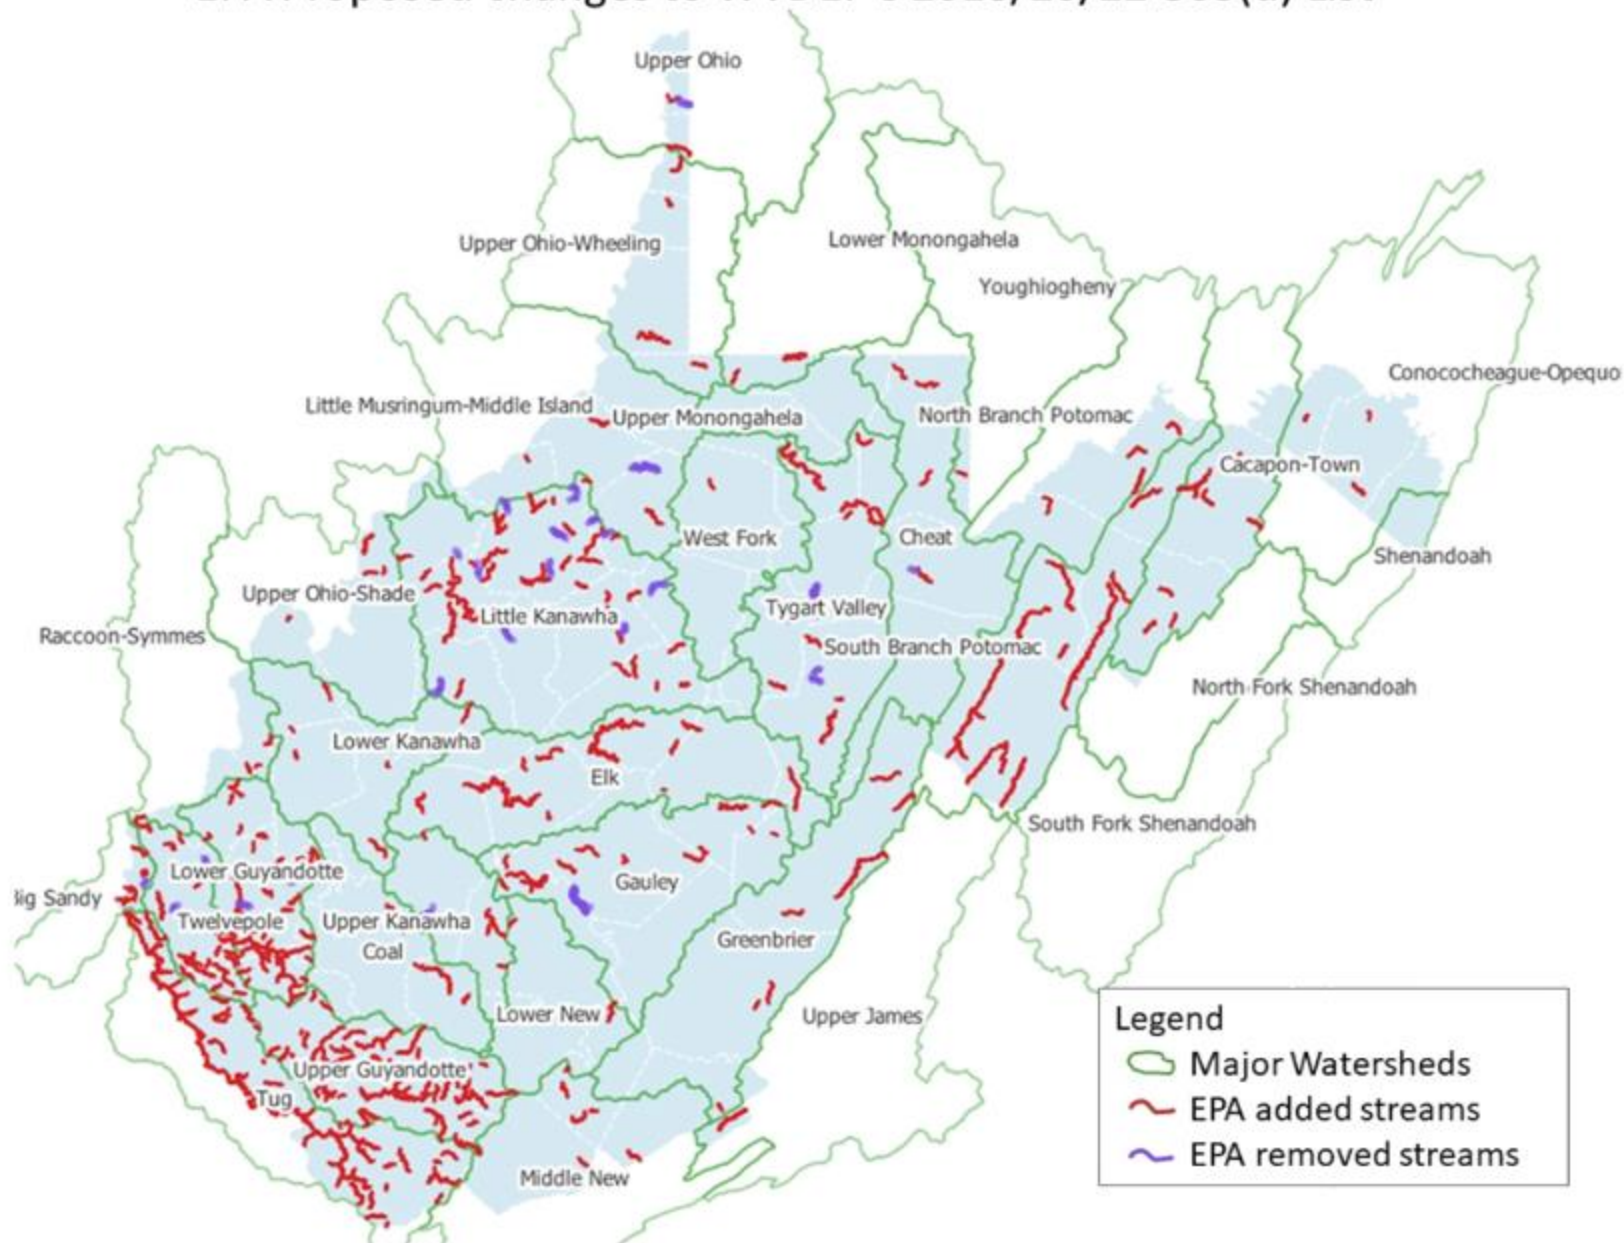 Upper Ohio
Upper Ohio-Wheeling
Lower Monongahela
Youghiogheny
Conococheague-Opequo
Little Musringum-Middle Island
Upper Monongahela
North Branch Potomac
Cacapon-Town
West Fork
Cheat
Shenandoah
Upper Ohio-Shade
Little Kanawha
Tygart Valley
Raccoon-Symmes
South Branch Potomac
North Fork Shenandoah
Lower Kanawha
Elk
South Fork Shenandoah
Lower Guyandotte
Gauley
Big Sandy
Twelvepole
Upper Kanawha
Greenbrier
Coal
Lower New
Upper James
Upper Guyandotte
Tug
Middle New
Legend
Major Watersheds
EPA added streams
EPA removed streams